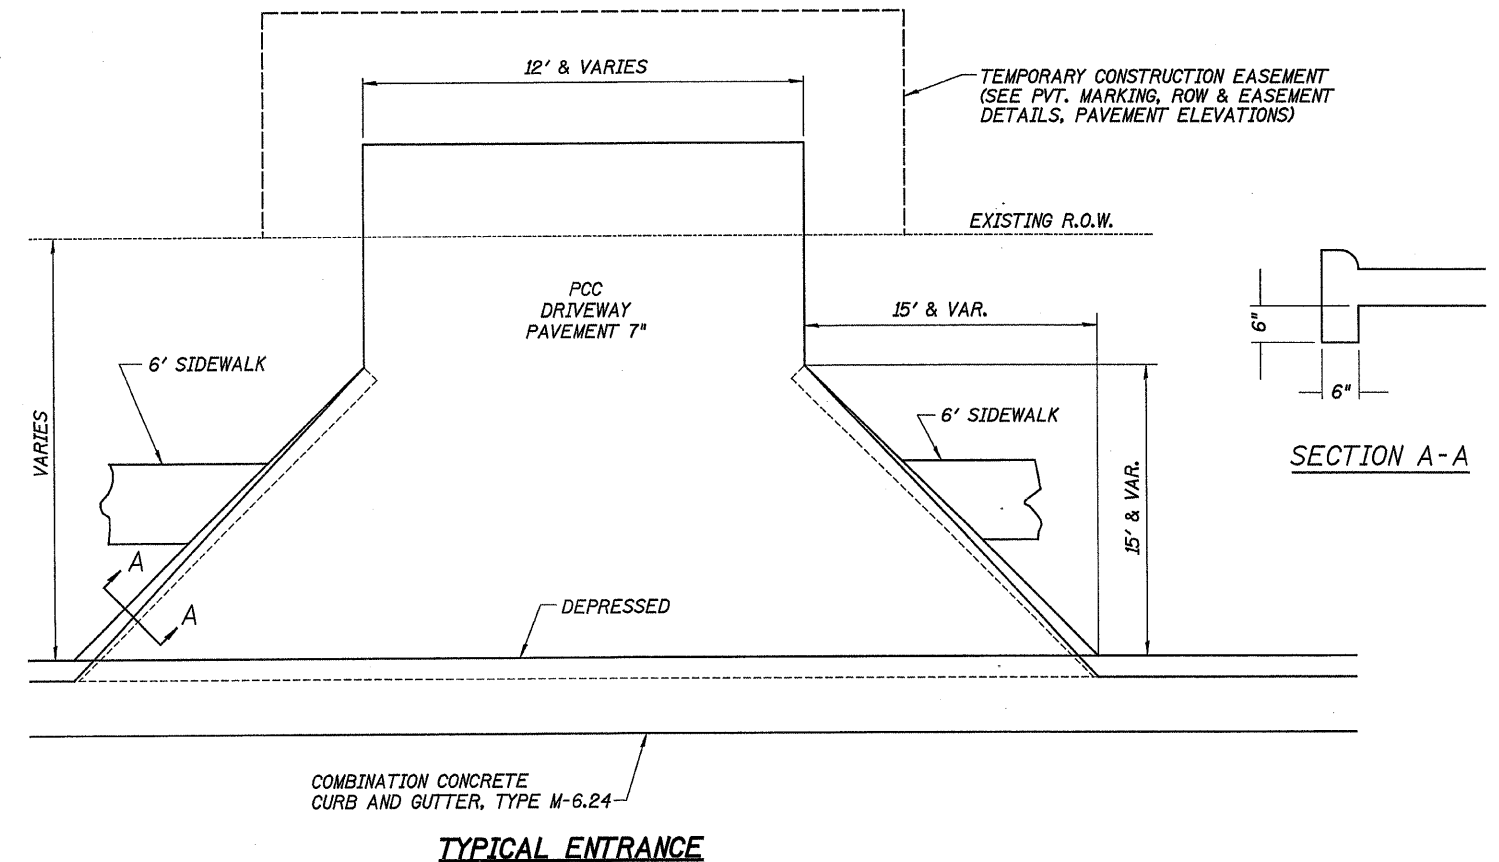 12' & VARIES
TEMPORARY CONSTRUCTION EASEMENT
(SEE PVT. MARKING, ROW & EASEMENT
DETAILS, PAVEMENT ELEVATIONS)
EXISTING R.O.W.
PCC
DRIVEWAY
PAVEMENT 7"
15' & VAR.
6' SIDEWALK
6' SIDEWALK
VARIES
15' & VAR.
6"
6"
SECTION A-A
A
A
DEPRESSED
COMBINATION CONCRETE
CURB AND GUTTER, TYPE M-6.24
TYPICAL ENTRANCE